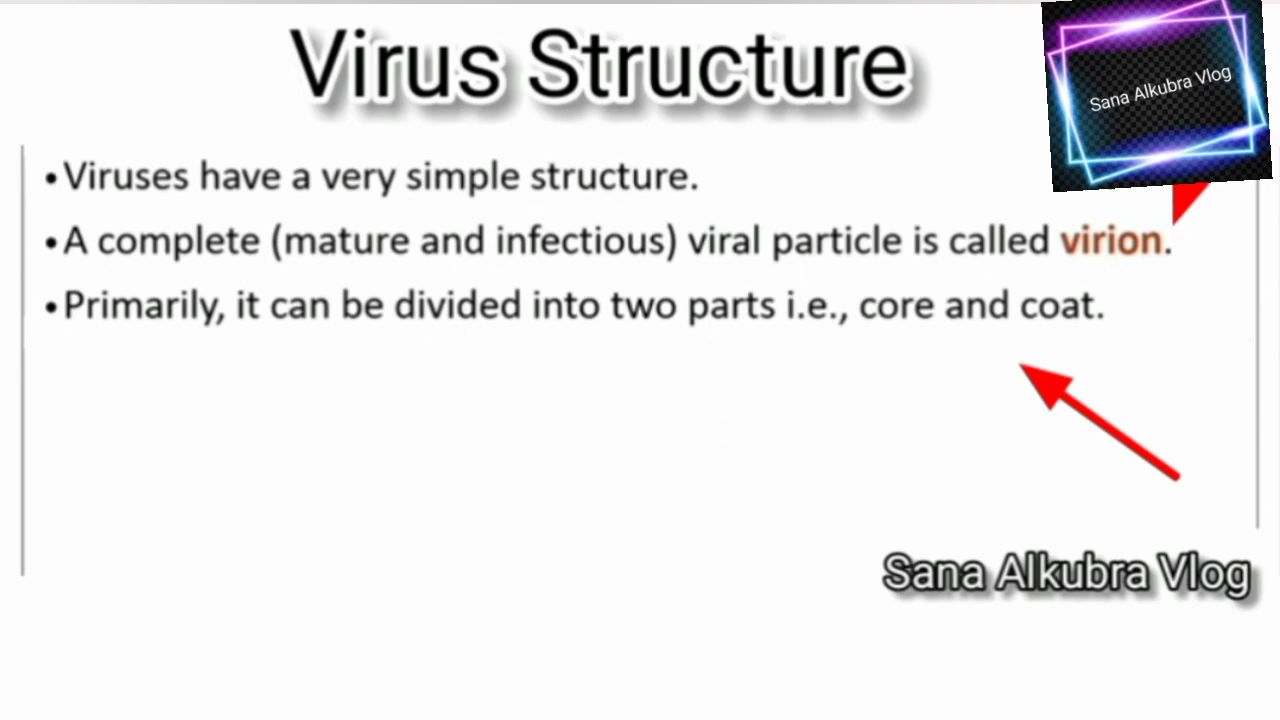 Virus Structure
Sana Alkubra Vlog
•Viruses have a very simple structure.
•A complete (mature and infectious) viral particle is called virion.
•Primarily, it can be divided into two parts i.e., core and coat.
Sana Alkubra Vlog